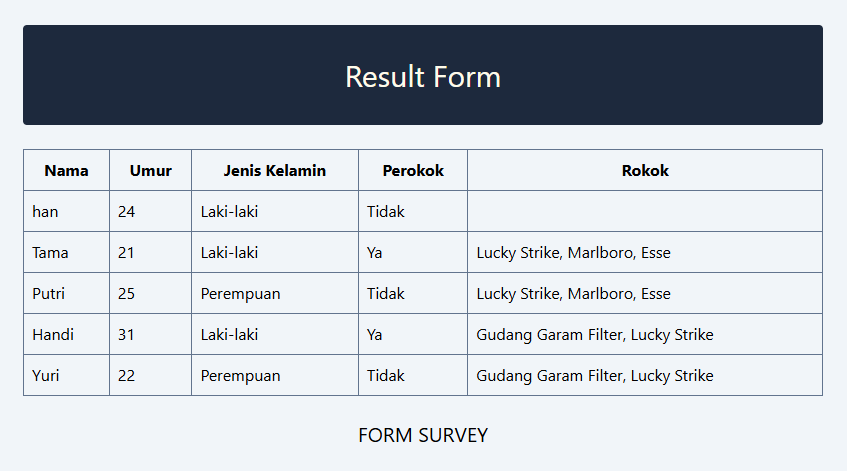 Result Form
Nama Umur Jenis Kelamin Perokok Rokok
han 24 Laki-laki Tidak
Tama 21 Laki-laki Ya Lucky Strike, Marlboro, Esse
Putri 25 Perempuan Tidak Lucky Strike, Marlboro, Esse
Handi 31 Laki-laki Ya Gudang Garam Filter, Lucky Strike
Yuri 22 Perempuan Tidak Gudang Garam Filter, Lucky Strike
FORM SURVEY